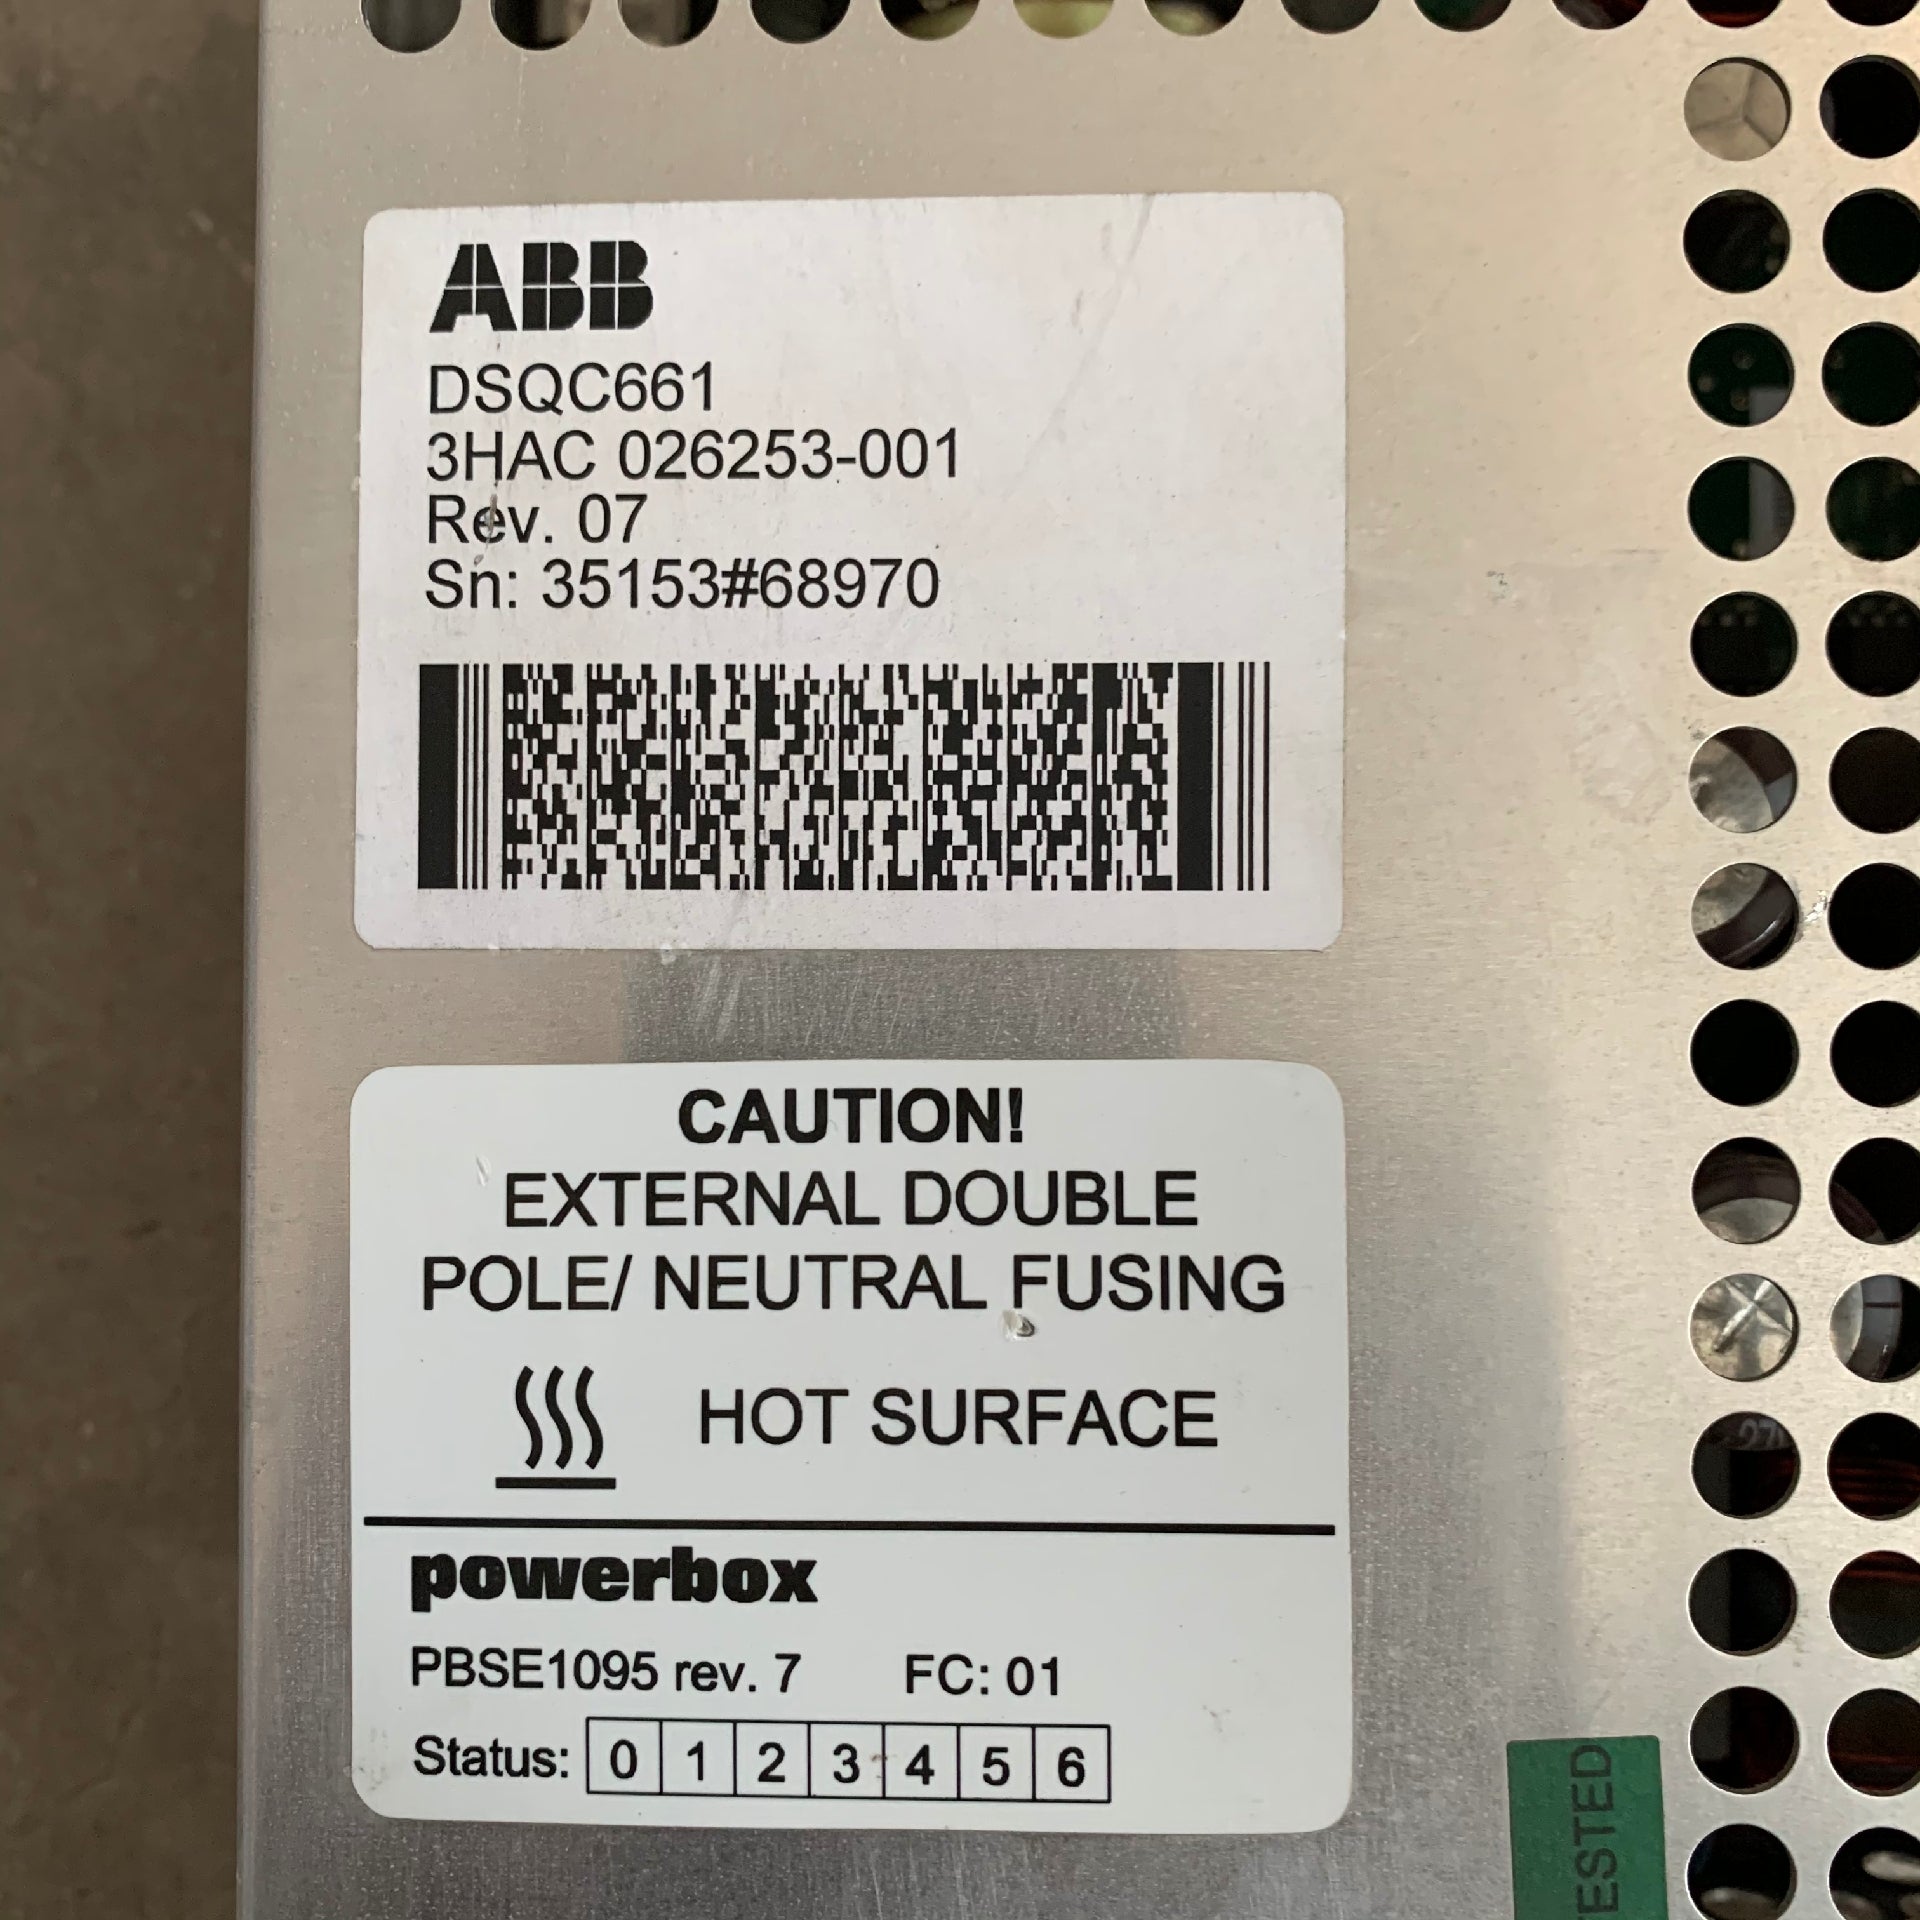 ABB
DSQC661
3HAC 026253-001
Rev. 07
Sn: 35153#68970
CAUTION!
EXTERNAL DOUBLE
POLE/ NEUTRAL FUSING
HOT SURFACE
powerbox
PBSE1095 rev. 7 FC: 01
Status: 0 1 2 3 4 5 6
TESTED